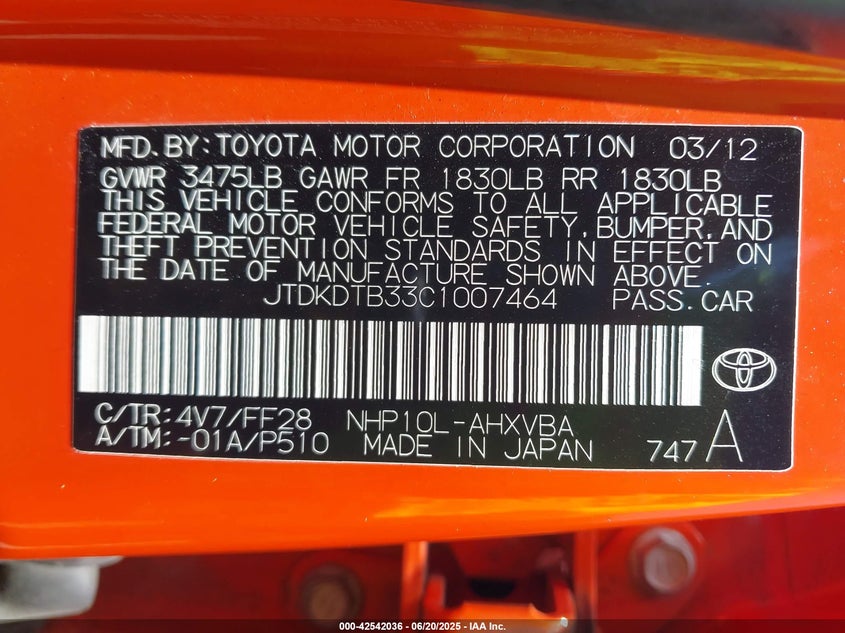 MFD. BY: TOYOTA MOTOR CORPORATION 03/12
GVWR 3475LB GAWR FR 1830LB RR 1830LB
THIS VEHICLE CONFORMS TO ALL APPLICABLE
FEDERAL MOTOR VEHICLE SAFETY, BUMPER, AND
THEFT PREVENTION STANDARDS IN EFFECT ON
THE DATE OF MANUFACTURE SHOWN ABOVE.
JTDKDTB33C1007464 PASS. CAR
C/TR: 4V7/FF28 NHP10L-AHXVBA
A/TM: -01A/P510 MADE IN JAPAN 747 A
000-42542036 - 06/20/2025 - IAA Inc.